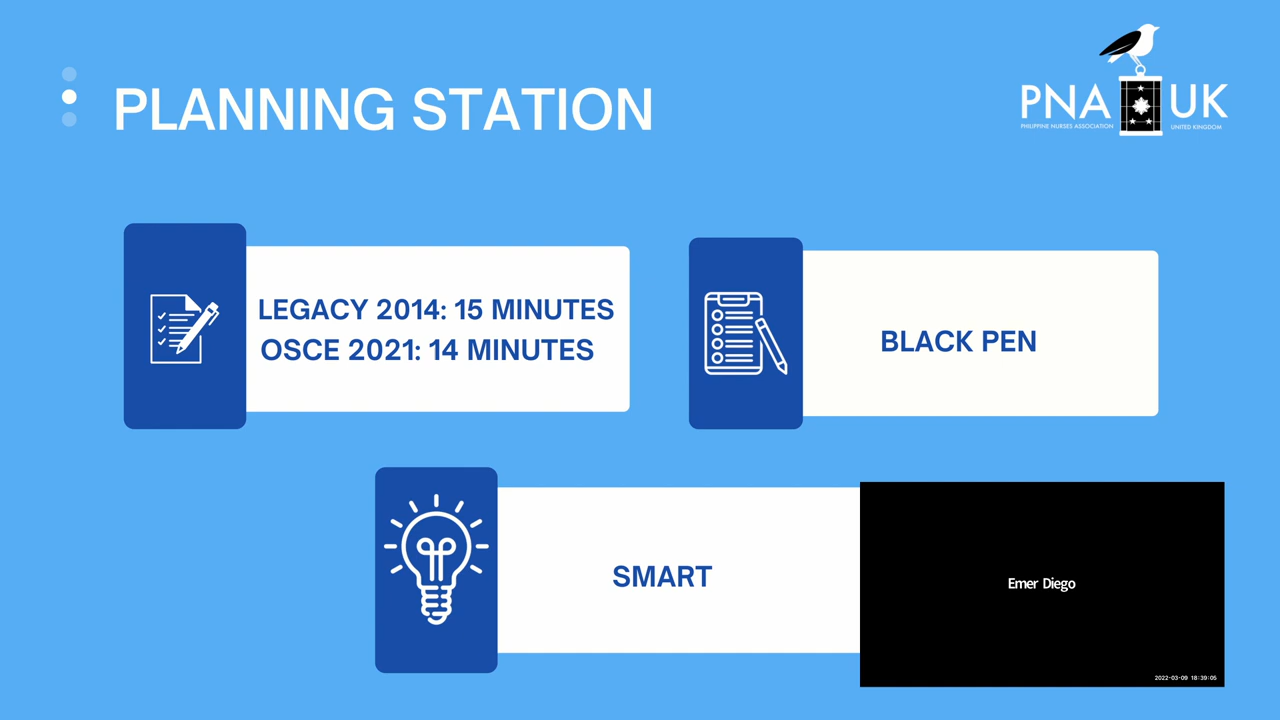 PNA UK
PHILIPPINE NURSES ASSOCIATION UNITED KINGDOM
PLANNING STATION
LEGACY 2014: 15 MINUTES
OSCE 2021: 14 MINUTES
BLACK PEN
SMART
Emer Diego
2022-03-09 18:39:05